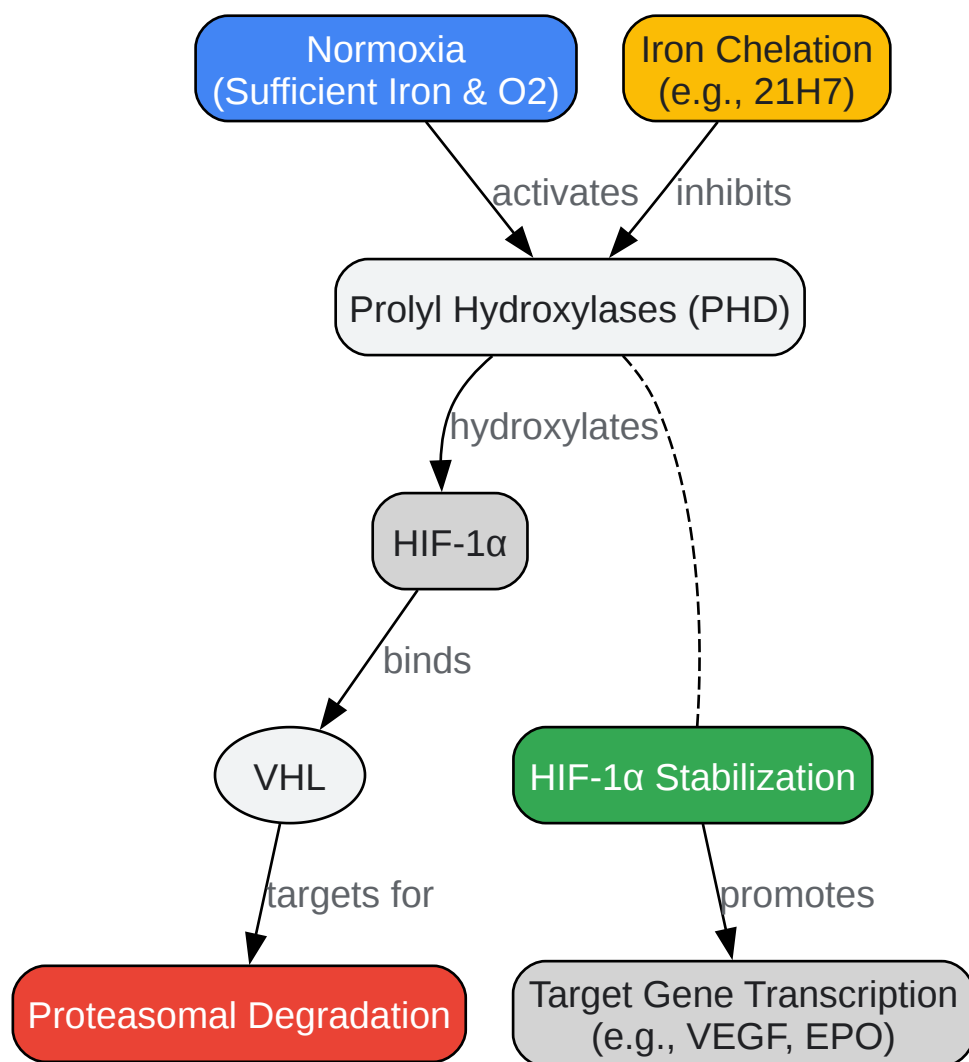 Normoxia
(Sufficient Iron & O2)
Iron Chelation
(e.g., 21H7)
activates
inhibits
Prolyl Hydroxylases (PHD)
hydroxylates
HIF-1α
binds
VHL
HIF-1α Stabilization
targets for
promotes
Proteasomal Degradation
Target Gene Transcription
(e.g., VEGF, EPO)